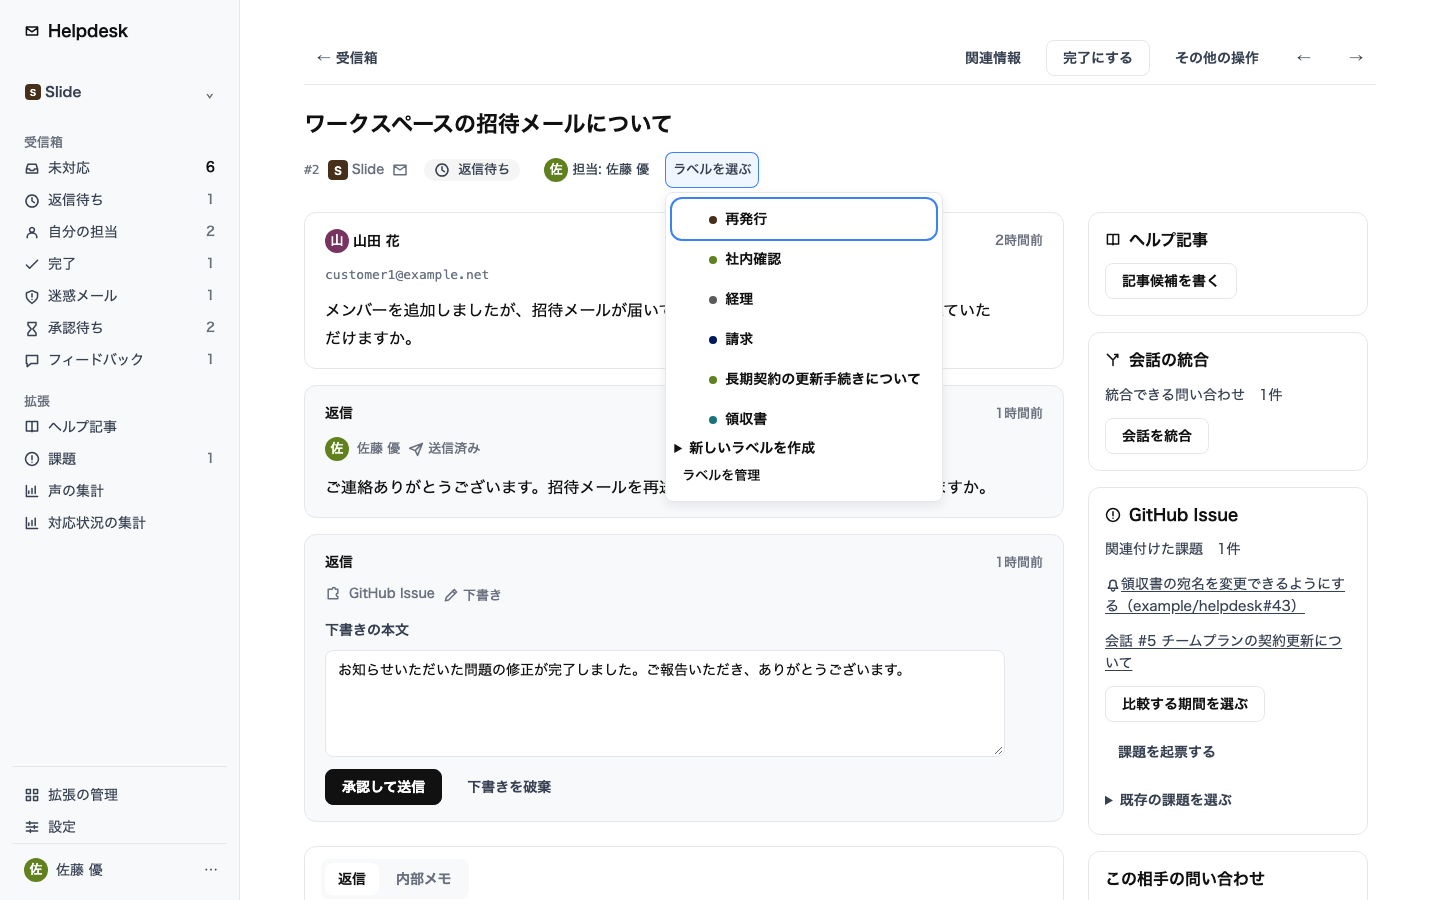 Helpdesk
S Slide
受信箱
未対応 6
返信待ち 1
自分の担当 2
完了 1
迷惑メール 1
承認待ち 2
フィードバック 1
拡張
ヘルプ記事
課題 1
声の集計
対応状況の集計
拡張の管理
設定
佐 佐藤 優 …
← 受信箱
関連情報 完了にする その他の操作 ← →
ワークスペースの招待メールについて
#2 S Slide 返信待ち 佐 担当: 佐藤 優 ラベルを選ぶ
再発行
社内確認
経理
請求
長期契約の更新手続きについて
領収書
▶ 新しいラベルを作成
ラベルを管理
山 山田 花 2時間前
customer1@example.net
メンバーを追加しましたが、招待メールが届い ていた
だけますか。
返信 1時間前
佐 佐藤 優 送信済み
ご連絡ありがとうございます。招待メールを再 ますか。
返信 1時間前
GitHub Issue 下書き
下書きの本文
お知らせいただいた問題の修正が完了しました。ご報告いただき、ありがとうございます。
承認して送信 下書きを破棄
返信 内部メモ
ヘルプ記事
記事候補を書く
会話の統合
統合できる問い合わせ 1件
会話を統合
GitHub Issue
関連付けた課題 1件
領収書の宛名を変更できるようにす
る（example/helpdesk#43）
会話 #5 チームプランの契約更新につ
いて
比較する期間を選ぶ
課題を起票する
▶ 既存の課題を選ぶ
この相手の問い合わせ